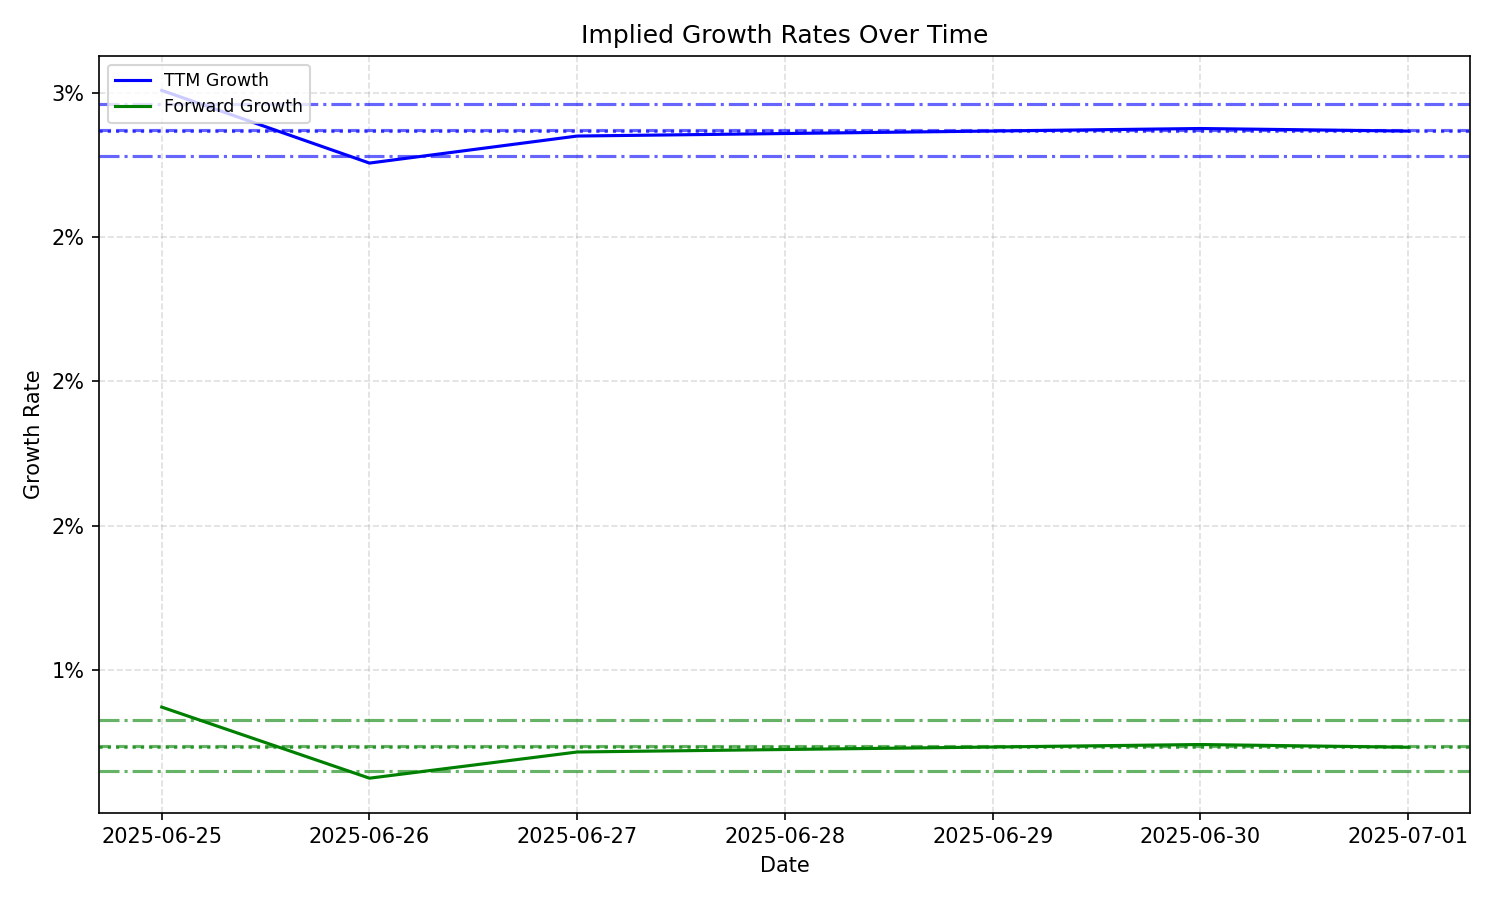 Implied Growth Rates Over Time
TTM Growth
Forward Growth
3%
2%
2%
2%
1%
Growth Rate
2025-06-25
2025-06-26
2025-06-27
2025-06-28
2025-06-29
2025-06-30
2025-07-01
Date